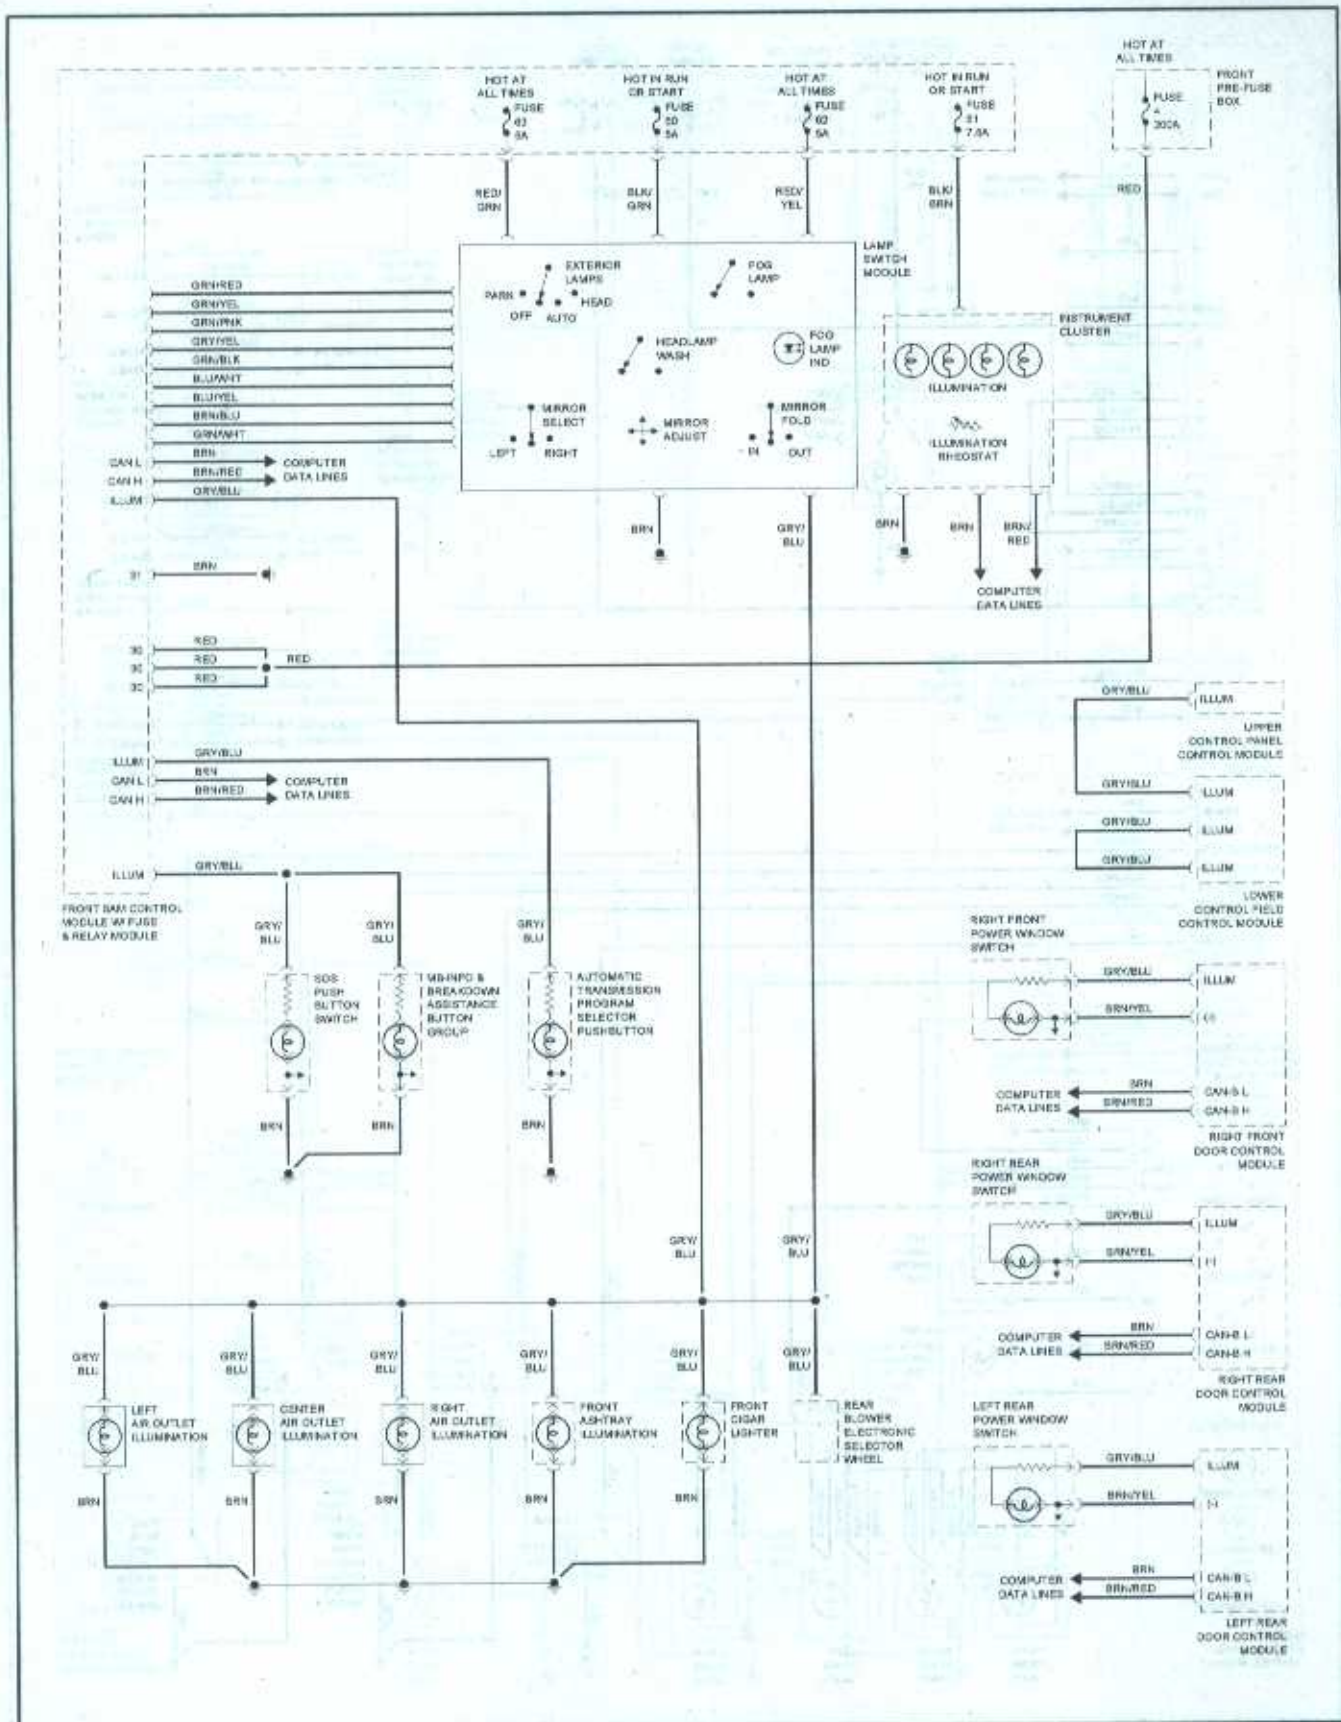 HOT AT
ALL TIMES
HOT AT
ALL TIMES
FUSE
5A
HOT IN RUN
OR START
FUSE
5A
HOT AT
ALL TIMES
FUSE
62
5A
HOT IN RUN
OR START
FUSE
7.5A
FUSE
4
200A
FRONT
PRE-FUSE
BOX
RED/
GRN
BLK/
GRN
RED/
YEL
BLK/
BRN
RED
LAMP
SWITCH
MODULE
EXTERIOR
LAMPS
PARK
OFF
AUTO
HEAD
FOG
LAMP
HEADLAMP
WASH
FOG
LAMP
IND
MIRROR
SELECT
LEFT
RIGHT
MIRROR
ADJUST
MIRROR
FOLD
IN
OUT
INSTRUMENT
CLUSTER
ILLUMINATION
ILLUMINATION
RHEOSTAT
GRN/RED
GRN/YEL
GRN/PNK
GRY/YEL
GRN/BLK
BLU/WHT
BLU/YEL
BRN/BLU
GRN/WHT
CAN L
BRN
CAN H
BRN/RED
COMPUTER
DATA LINES
ILLUM
GRY/BLU
BRN
GRY/
BLU
BRN
BRN
BRN/
RED
COMPUTER
DATA LINES
31
BRN
30
RED
30
RED
RED
30
RED
ILLUM
GRY/BLU
CAN L
BRN
CAN H
BRN/RED
COMPUTER
DATA LINES
ILLUM
GRY/BLU
FRONT SAM CONTROL
MODULE W/ FUSE
& RELAY MODULE
GRY/BLU
ILLUM
UPPER
CONTROL PANEL
CONTROL MODULE
GRY/BLU
ILLUM
GRY/BLU
ILLUM
GRY/BLU
ILLUM
LOWER
CONTROL FIELD
CONTROL MODULE
GRY/
BLU
GRY/
BLU
GRY/
BLU
SOS
PUSH
BUTTON
SWITCH
MB-INFO &
BREAKDOWN
ASSISTANCE
BUTTON
GROUP
AUTOMATIC
TRANSMISSION
PROGRAM
SELECTOR
PUSHBUTTON
BRN
BRN
BRN
RIGHT FRONT
POWER WINDOW
SWITCH
GRY/BLU
ILLUM
BRN/YEL
(-)
COMPUTER
DATA LINES
BRN
CAN-B L
BRN/RED
CAN-B H
RIGHT FRONT
DOOR CONTROL
MODULE
RIGHT REAR
POWER WINDOW
SWITCH
GRY/BLU
ILLUM
BRN/YEL
(-)
COMPUTER
DATA LINES
BRN
CAN-B L
BRN/RED
CAN-B H
RIGHT REAR
DOOR CONTROL
MODULE
LEFT REAR
POWER WINDOW
SWITCH
GRY/BLU
ILLUM
BRN/YEL
(-)
COMPUTER
DATA LINES
BRN
CAN-B L
BRN/RED
CAN-B H
LEFT REAR
DOOR CONTROL
MODULE
GRY/
BLU
GRY/
BLU
GRY/
BLU
GRY/
BLU
GRY/
BLU
GRY/
BLU
GRY/
BLU
GRY/
BLU
LEFT
AIR OUTLET
ILLUMINATION
CENTER
AIR OUTLET
ILLUMINATION
RIGHT
AIR OUTLET
ILLUMINATION
FRONT
ASHTRAY
ILLUMINATION
FRONT
CIGAR
LIGHTER
REAR
BLOWER
ELECTRONIC
SELECTOR
WHEEL
BRN
BRN
BRN
BRN
BRN